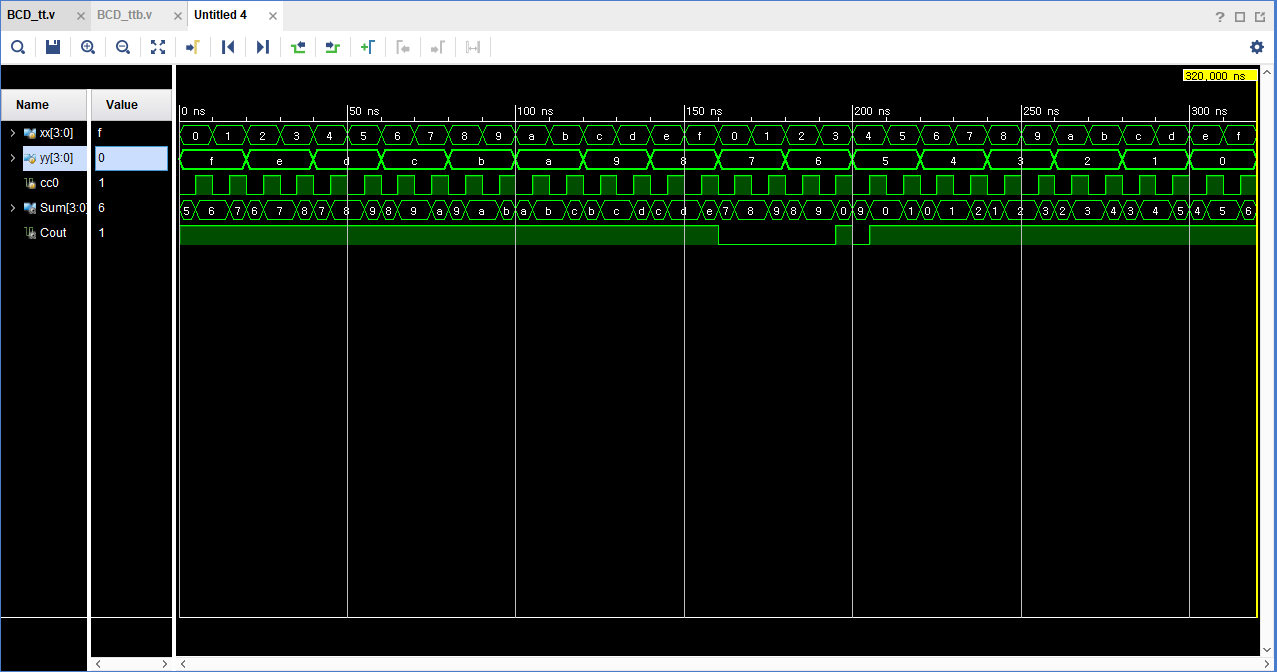 BCD_tt.v × BCD_ttb.v × Untitled 4 ×
?
320,000 ns
Name Value
0 ns 50 ns 100 ns 150 ns 200 ns 250 ns 300 ns
xx[3:0] f 0 1 2 3 4 5 6 7 8 9 a b c d e f 0 1 2 3 4 5 6 7 8 9 a b c d e f
yy[3:0] 0 f e d c b a 9 8 7 6 5 4 3 2 1 0
cc0 1
Sum[3:0 6 5 6 7 6 7 8 7 8 9 8 9 a 9 a b a b c b c d c d e 7 8 9 8 9 0 9 0 1 0 1 2 1 2 3 2 3 4 3 4 5 4 5 6
Cout 1